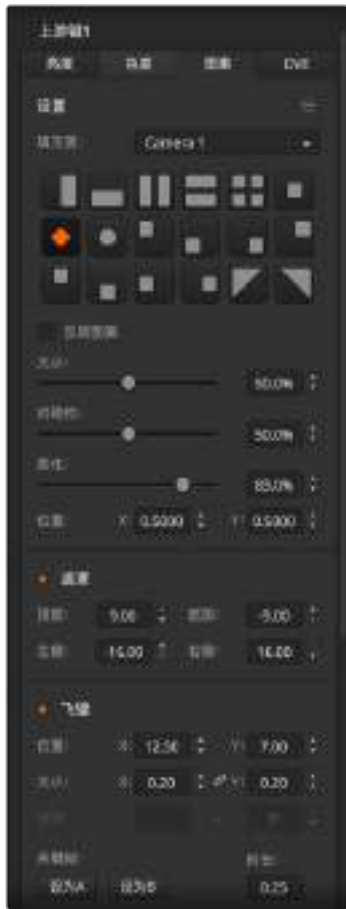 上游键1
亮度 色度 图案 DVE
设置
填充源: Camera 1
反转图案
大小: 50.0%
对称性: 50.0%
柔化: 83.0%
位置: X: 0.5000 Y: 0.5000
遮罩
顶部: 9.00 底部: -9.00
左侧: -16.00 右侧: 16.00
飞键
位置: X: 12.50 Y: 7.00
大小: X: 0.20 Y: 0.20
关键帧:
设为A 设为B 0.25